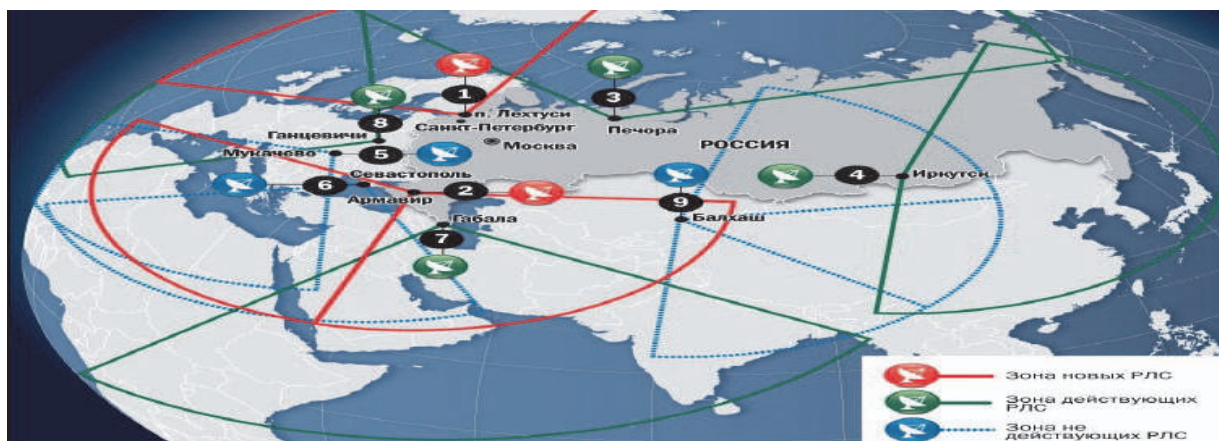 1
п. Лехтуси
Санкт-Петербург
3
Печора
8
Ганцевичи
Москва
РОССИЯ
Мукачево
5
Севастополь
6
Армавир
2
4
Иркутск
9
Балхаш
Габала
7
Зона новых РЛС
Зона действующих
РЛС
Зона не
действующих РЛС